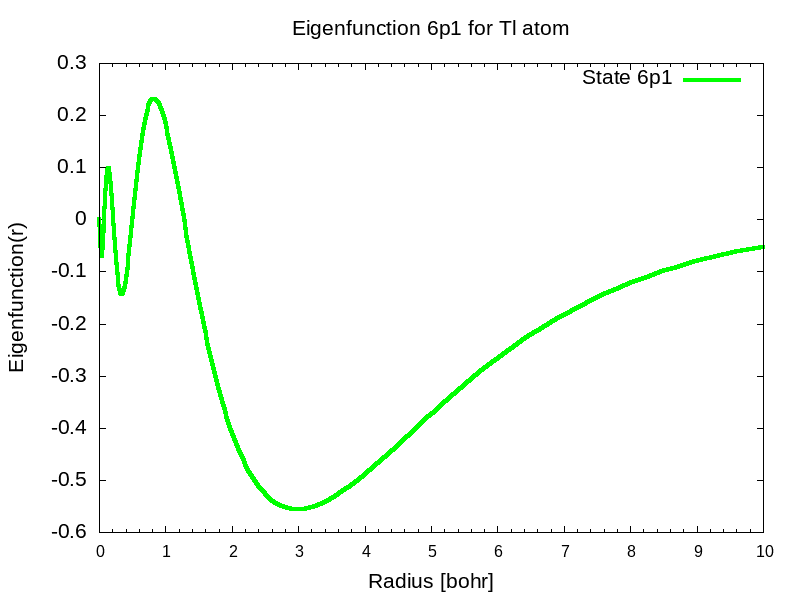 Eigenfunction 6p1 for Tl atom
State 6p1
0.3
0.2
0.1
0
-0.1
-0.2
-0.3
-0.4
-0.5
-0.6
Eigenfunction(r)
0 1 2 3 4 5 6 7 8 9 10
Radius [bohr]